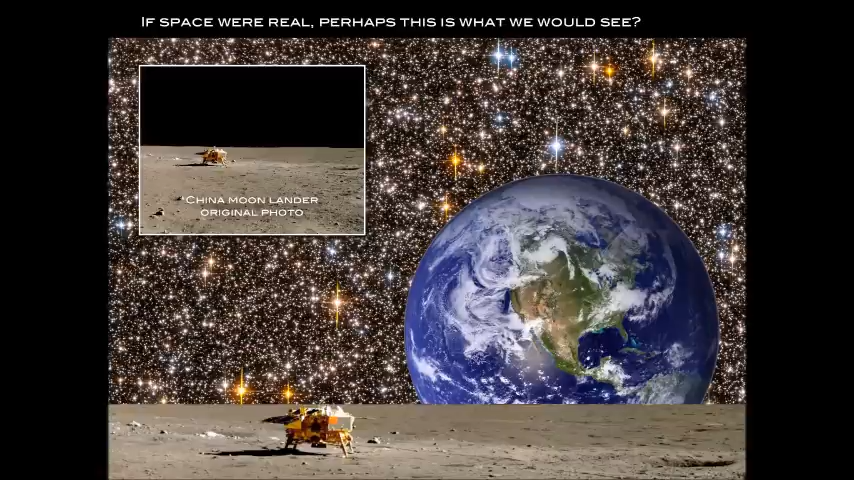 If space were real, perhaps this is what we would see?
*China moon lander
original photo